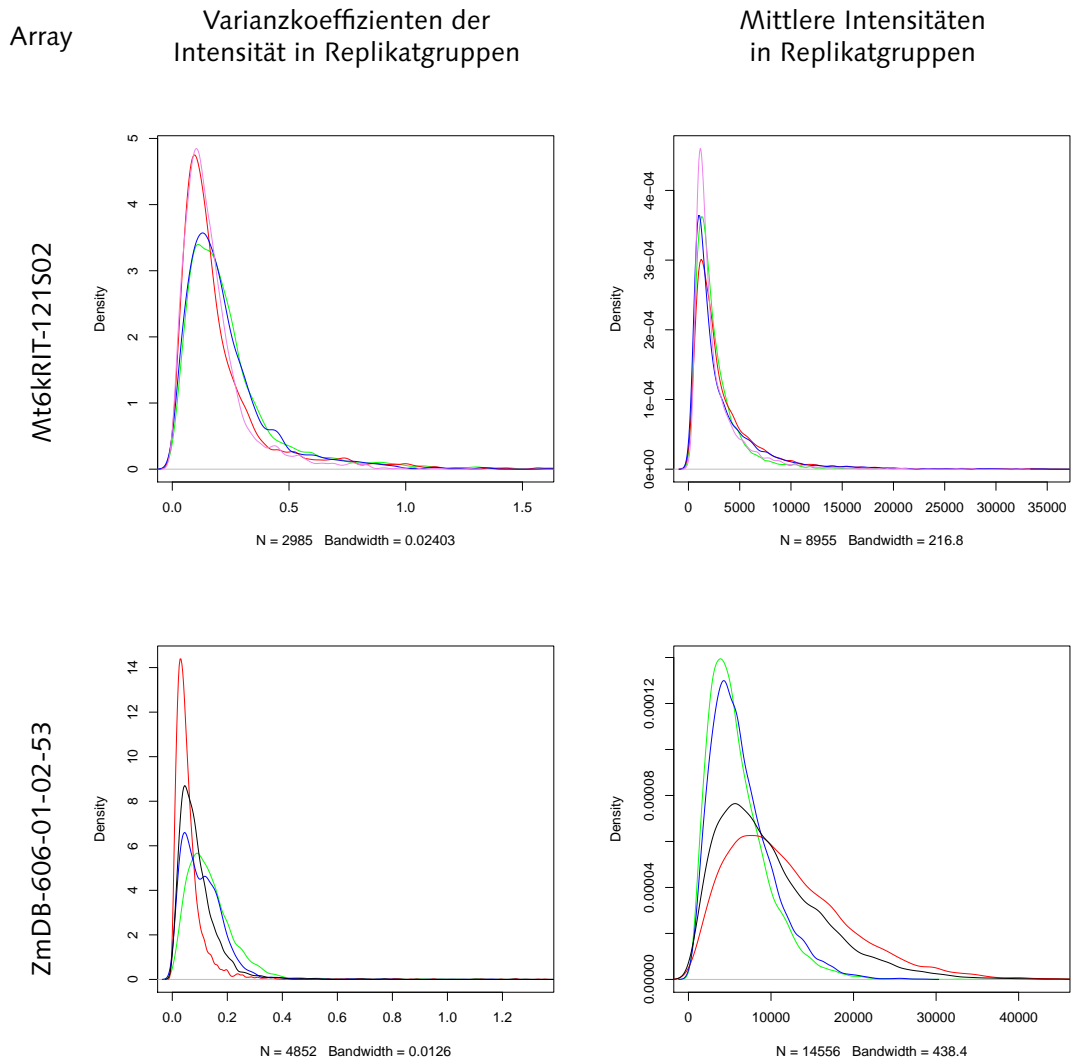 Array
Varianzkoeffizienten der
Intensität in Replikatgruppen
Mittlere Intensitäten
in Replikatgruppen
Mt6kRIT-121S02
Density
0 1 2 3 4 5
0.0 0.5 1.0 1.5
N = 2985 Bandwidth = 0.02403
Density
0e+00 1e-04 2e-04 3e-04 4e-04
0 5000 10000 15000 20000 25000 30000 35000
N = 8955 Bandwidth = 216.8
ZmDB-606-01-02-53
Density
0 2 4 6 8 10 12 14
0.0 0.2 0.4 0.6 0.8 1.0 1.2
N = 4852 Bandwidth = 0.0126
Density
0.00000 0.00004 0.00008 0.00012
0 10000 20000 30000 40000
N = 14556 Bandwidth = 438.4